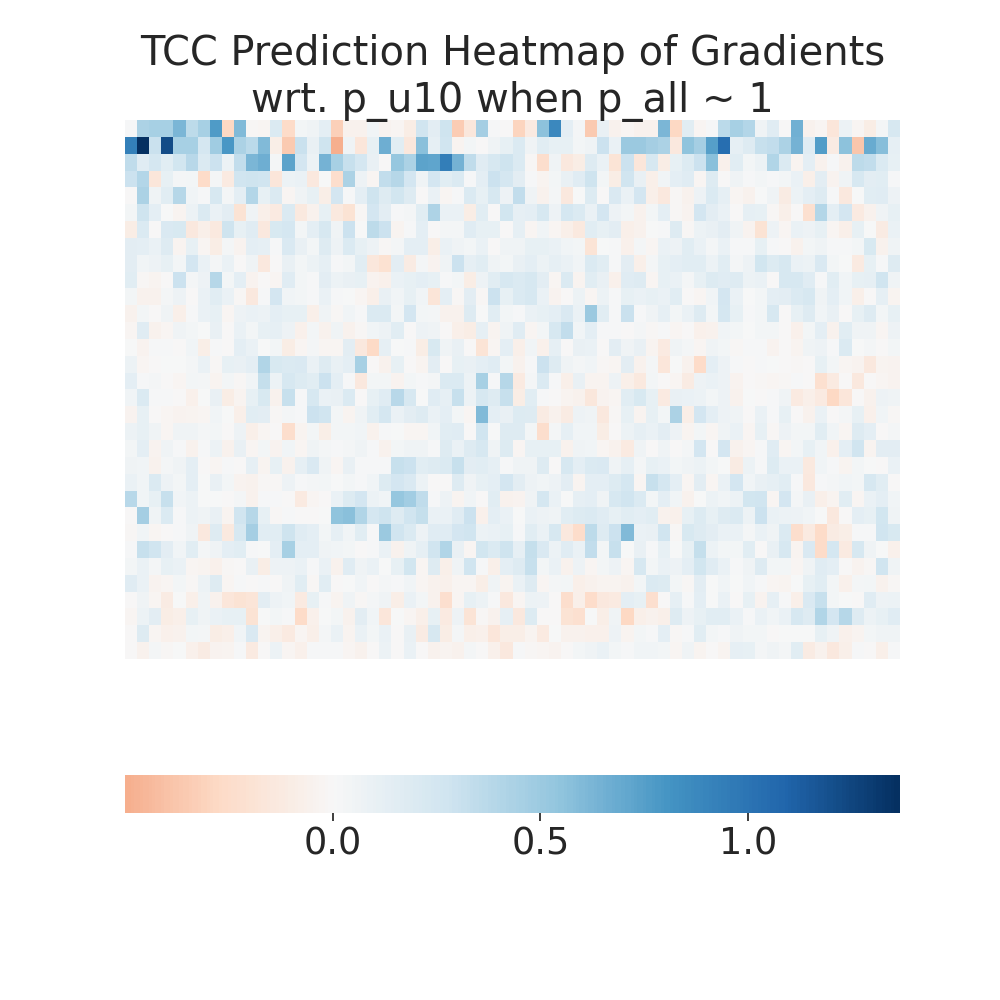 TCC Prediction Heatmap of Gradients
wrt. p_u10 when p_all ~ 1
0.0 0.5 1.0